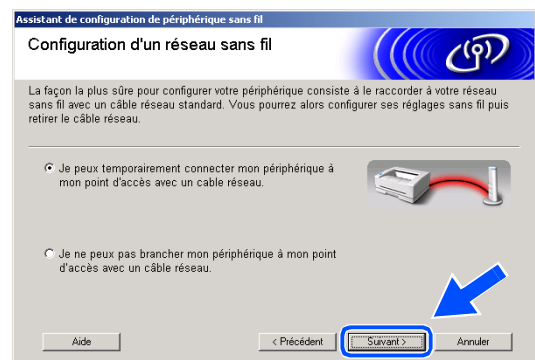 Assistant de configuration de périphérique sans fil
Configuration d'un réseau sans fil
La façon la plus sûre pour configurer votre périphérique consiste à le raccorder à votre réseau
sans fil avec un câble réseau standard. Vous pourrez alors configurer ses réglages sans fil puis
retirer le câble réseau.
Je peux temporairement connecter mon périphérique à
mon point d'accès avec un cable réseau.
Je ne peux pas brancher mon périphérique à mon point
d'accès avec un câble réseau.
Aide
< Précédent
Suivant >
Annuler